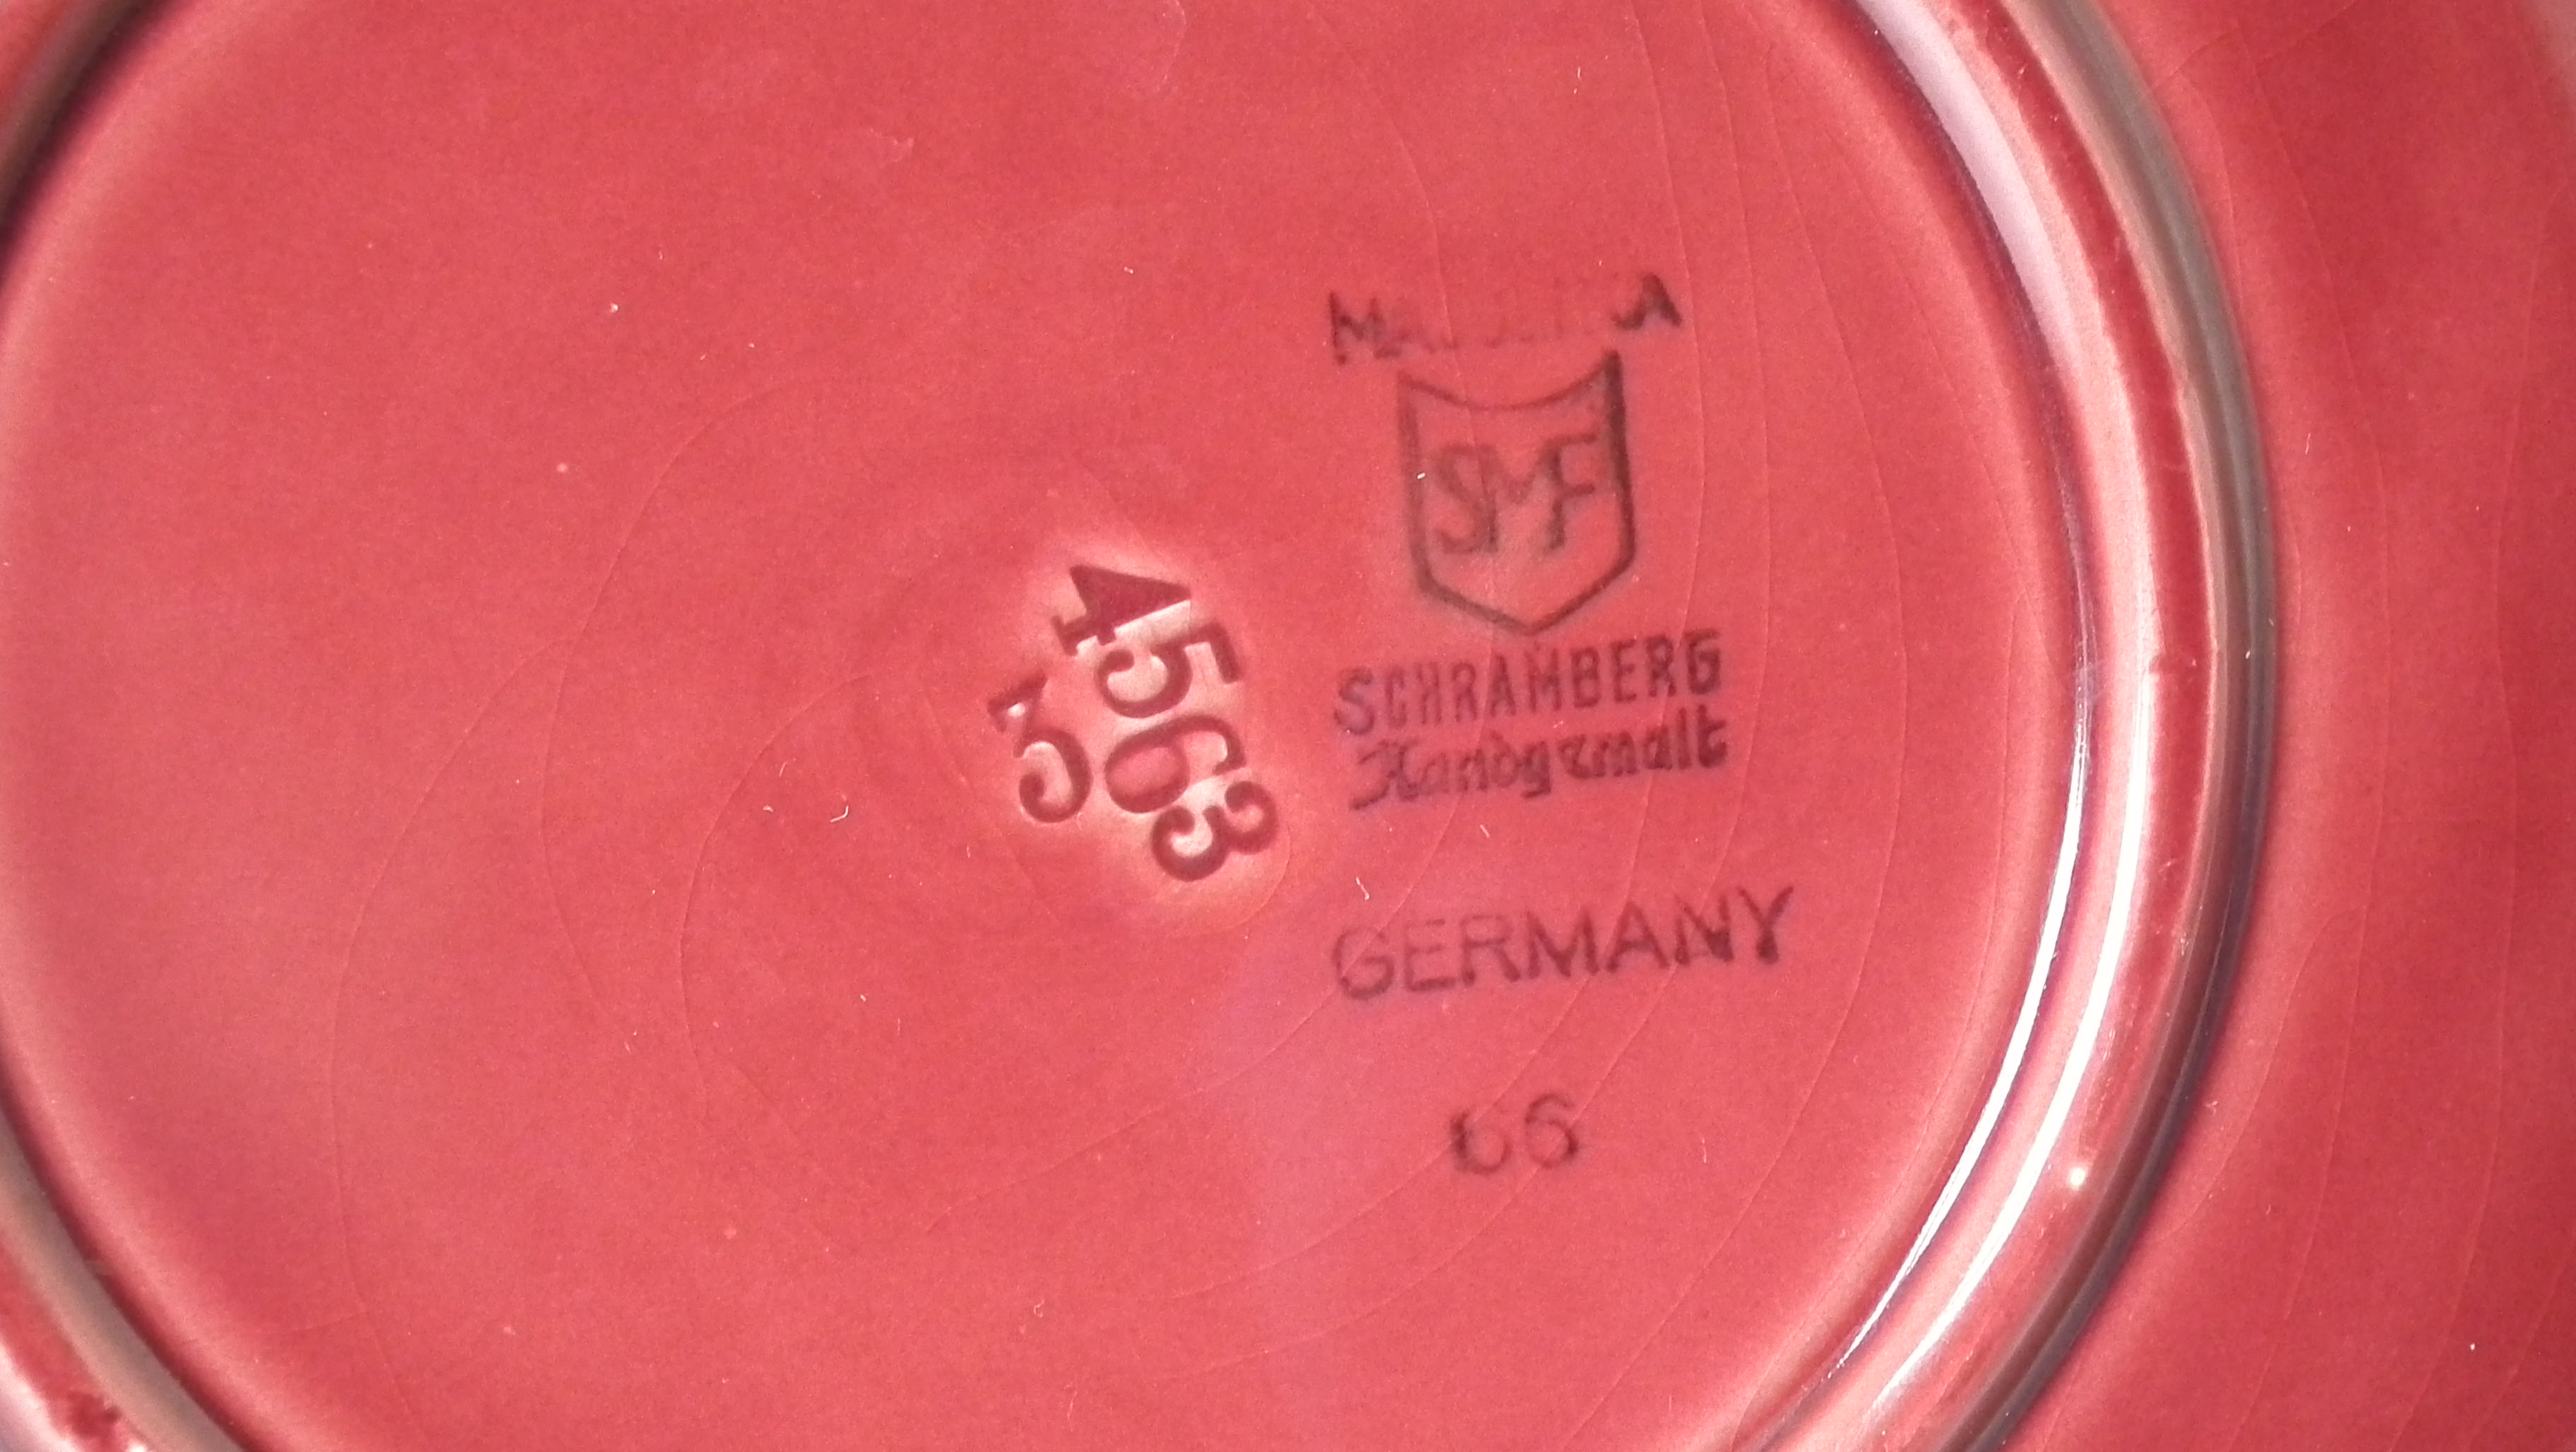 SMF
SCHRAMBERG
Handgemalt
GERMANY
66
4563
3